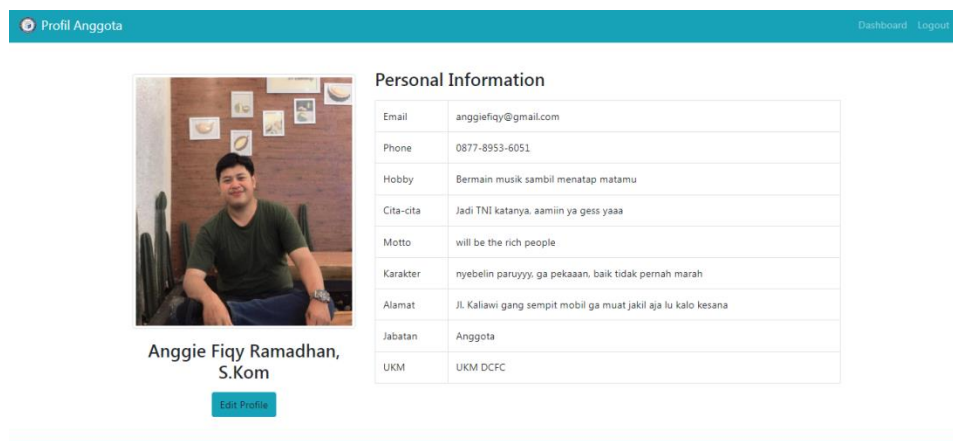 Profil Anggota
Dashboard Logout
Personal Information
Email anggiefiqy@gmail.com
Phone 0877-8953-6051
Hobby Bermain musik sambil menatap matamu
Cita-cita Jadi TNI katanya, aamiin ya gess yaaa
Motto will be the rich people
Karakter nyebelin paruyyy, ga pekaaan, baik tidak pernah marah
Alamat Jl. Kaliawi gang sempit mobil ga muat jakil aja lu kalo kesana
Jabatan Anggota
UKM UKM DCFC
Anggie Fiqy Ramadhan,
S.Kom
Edit Profile